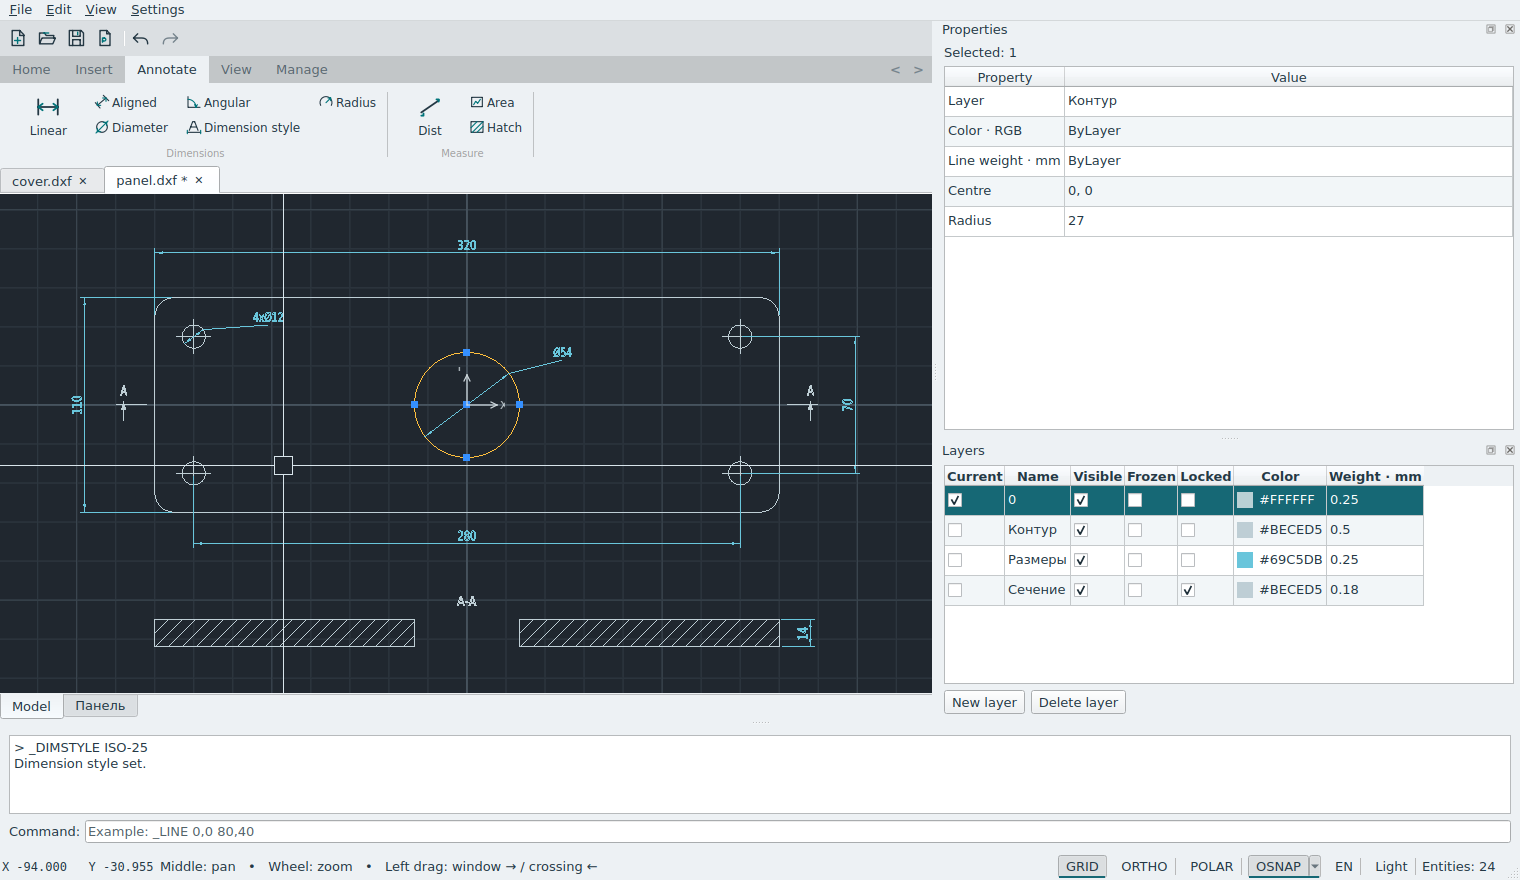 File Edit View Settings
Home Insert Annotate View Manage < >
Linear
Aligned Angular Radius
Diameter Dimension style
Dimensions
Dist
Area
Hatch
Measure
cover.dxf × panel.dxf * ×
320
4xØ12
Ø54
A A
110
70
X
280
A-A
14
Model Панель
Properties
Selected: 1
Property Value
Layer Контур
Color · RGB ByLayer
Line weight · mm ByLayer
Centre 0, 0
Radius 27
Layers
Current Name Visible Frozen Locked Color Weight · mm
0 #FFFFFF 0.25
Контур #BECED5 0.5
Размеры #69C5DB 0.25
Сечение #BECED5 0.18
New layer Delete layer
> _DIMSTYLE ISO-25
Dimension style set.
Command: Example: _LINE 0,0 80,40
X -94.000 Y -30.955 Middle: pan • Wheel: zoom • Left drag: window → / crossing ← GRID ORTHO POLAR OSNAP EN Light Entities: 24